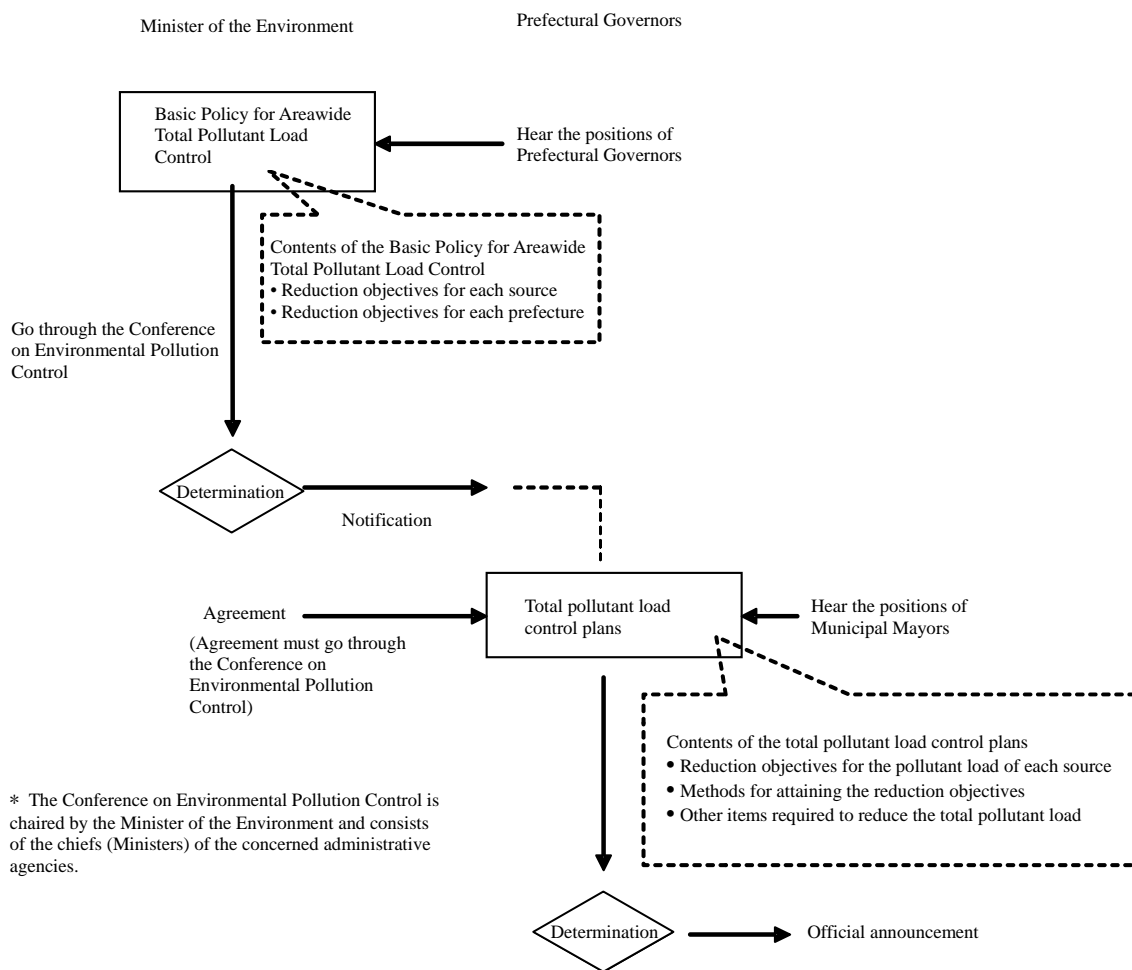 Minister of the Environment
Prefectural Governors
Basic Policy for Areawide
Total Pollutant Load
Control
Hear the positions of
Prefectural Governors
Contents of the Basic Policy for Areawide
Total Pollutant Load Control
• Reduction objectives for each source
• Reduction objectives for each prefecture
Go through the Conference
on Environmental Pollution
Control
Determination
Notification
Agreement
(Agreement must go through
the Conference on
Environmental Pollution
Control)
Total pollutant load
control plans
Hear the positions of
Municipal Mayors
Contents of the total pollutant load control plans
• Reduction objectives for the pollutant load of each source
• Methods for attaining the reduction objectives
• Other items required to reduce the total pollutant load
* The Conference on Environmental Pollution Control is
chaired by the Minister of the Environment and consists
of the chiefs (Ministers) of the concerned administrative
agencies.
Determination
Official announcement